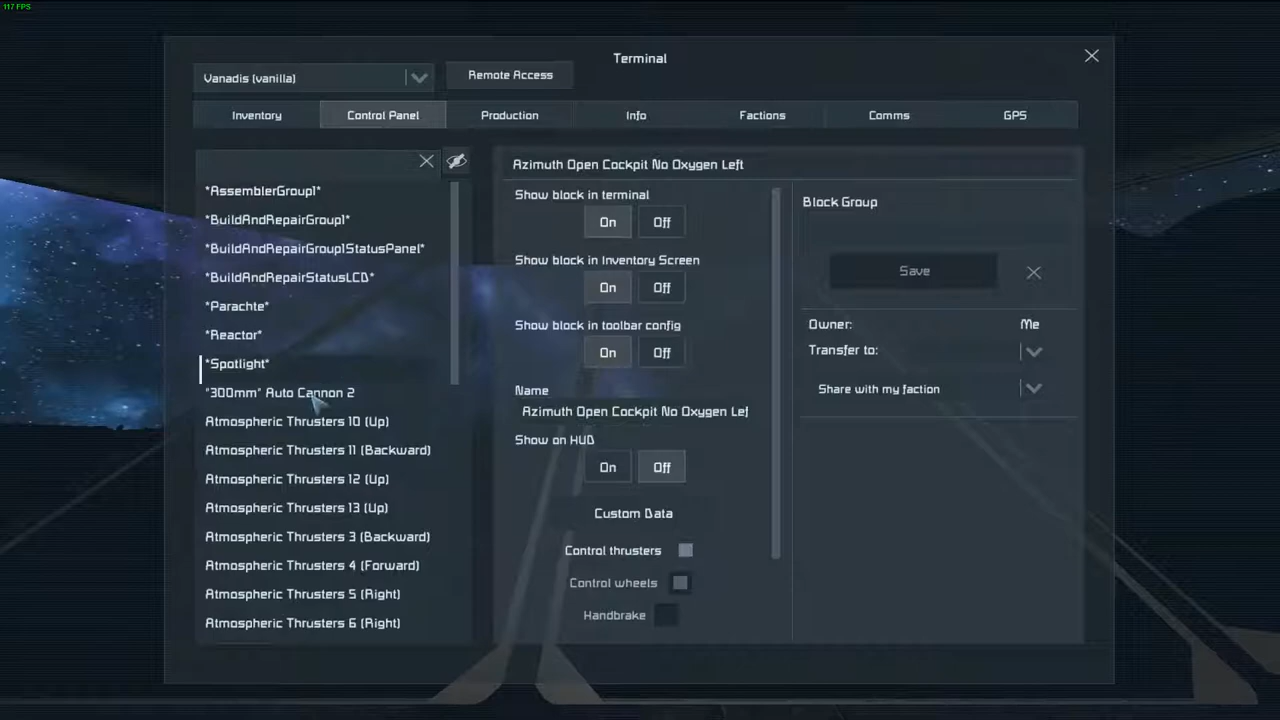 117 FPS
Terminal
Vanadis (vanilla)
Remote Access
Inventory
Control Panel
Production
Info
Factions
Comms
GPS
*AssemblerGroup1*
*BuildAndRepairGroup1*
*BuildAndRepairGroup1StatusPanel*
*BuildAndRepairStatusLCD*
*Parachte*
*Reactor*
*Spotlight*
"300mm" Auto Cannon 2
Atmospheric Thrusters 10 (Up)
Atmospheric Thrusters 11 (Backward)
Atmospheric Thrusters 12 (Up)
Atmospheric Thrusters 13 (Up)
Atmospheric Thrusters 3 (Backward)
Atmospheric Thrusters 4 (Forward)
Atmospheric Thrusters 5 (Right)
Atmospheric Thrusters 6 (Right)
Azimuth Open Cockpit No Oxygen Left
Show block in terminal
On Off
Show block in Inventory Screen
On Off
Show block in toolbar config
On Off
Name
Azimuth Open Cockpit No Oxygen Lef
Show on HUD
On Off
Custom Data
Control thrusters
Control wheels
Handbrake
Block Group
Save
Owner: Me
Transfer to:
Share with my faction